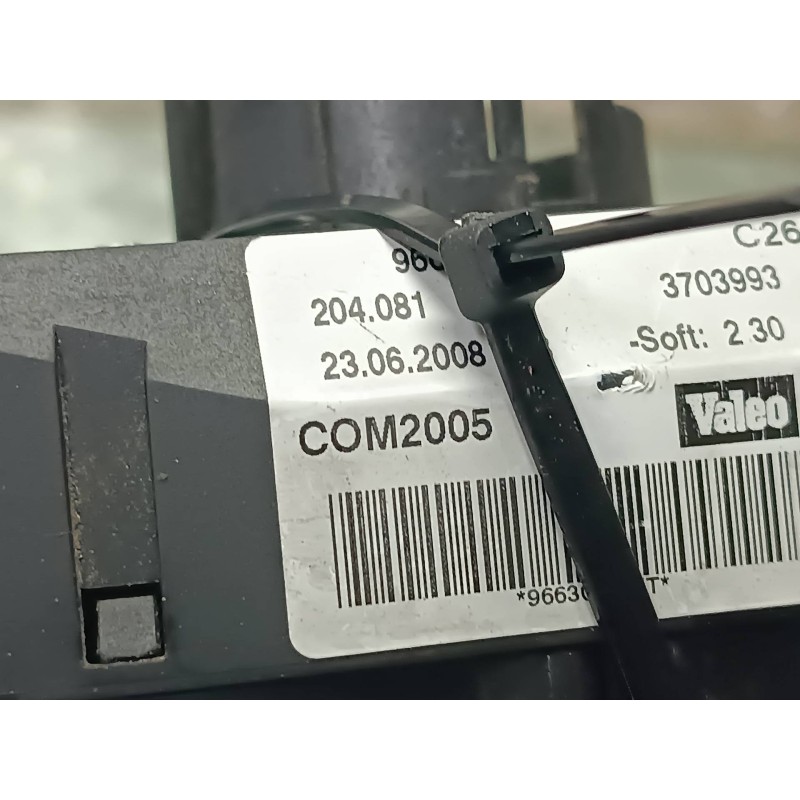 C26
204.081 3703993
23.06.2008 -Soft: 2.30
COM2005 Valeo